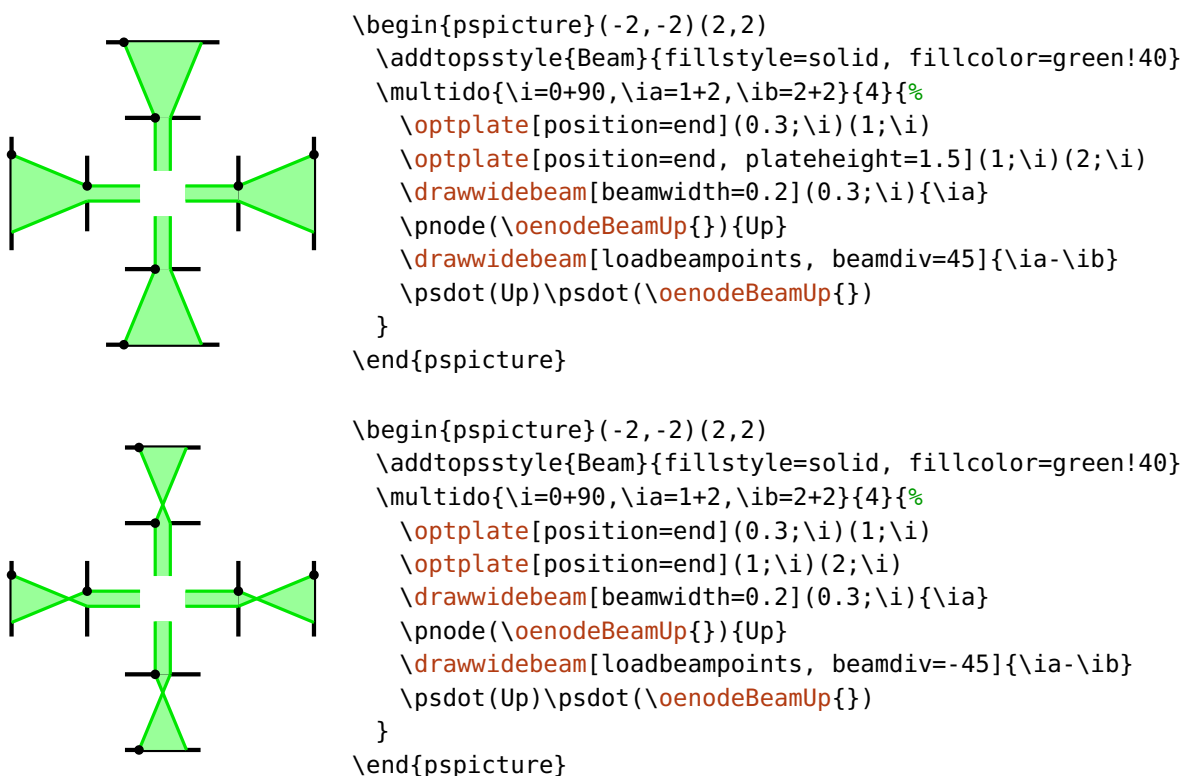 \begin{pspicture}(-2,-2)(2,2)
  \addtopsstyle{Beam}{fillstyle=solid, fillcolor=green!40}
  \multido{\i=0+90,\ia=1+2,\ib=2+2}{4}{%
    \optplate[position=end](0.3;\i)(1;\i)
    \optplate[position=end, plateheight=1.5](1;\i)(2;\i)
    \drawwidebeam[beamwidth=0.2](0.3;\i){\ia}
    \pnode(\oenodeBeamUp{}){Up}
    \drawwidebeam[loadbeampoints, beamdiv=45]{\ia-\ib}
    \psdot(Up)\psdot(\oenodeBeamUp{})
  }
\end{pspicture}
\begin{pspicture}(-2,-2)(2,2)
  \addtopsstyle{Beam}{fillstyle=solid, fillcolor=green!40}
  \multido{\i=0+90,\ia=1+2,\ib=2+2}{4}{%
    \optplate[position=end](0.3;\i)(1;\i)
    \optplate[position=end](1;\i)(2;\i)
    \drawwidebeam[beamwidth=0.2](0.3;\i){\ia}
    \pnode(\oenodeBeamUp{}){Up}
    \drawwidebeam[loadbeampoints, beamdiv=-45]{\ia-\ib}
    \psdot(Up)\psdot(\oenodeBeamUp{})
  }
\end{pspicture}